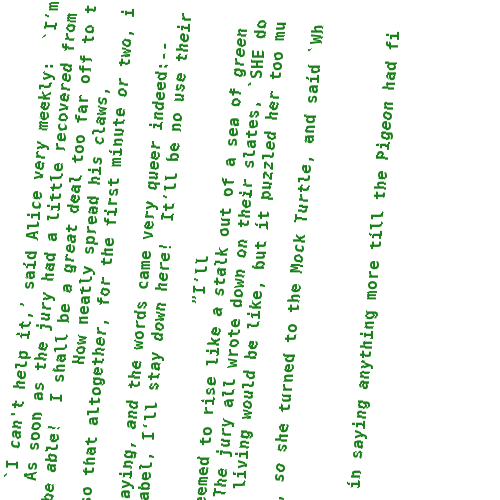 `I can't help it,' said Alice very meekly:  `I'm
As soon as the jury had a little recovered from
be able!  I shall be a great deal too far off to t
How neatly spread his claws,
so that altogether, for the first minute or two, i
aying, and the words came very queer indeed:--
abel, I'll stay down here!  It'll be no use their
"I'll
eemed to rise like a stalk out of a sea of green
The jury all wrote down on their slates, `SHE do
living would be like, but it puzzled her too mu
, so she turned to the Mock Turtle, and said `Wh
in saying anything more till the Pigeon had fi